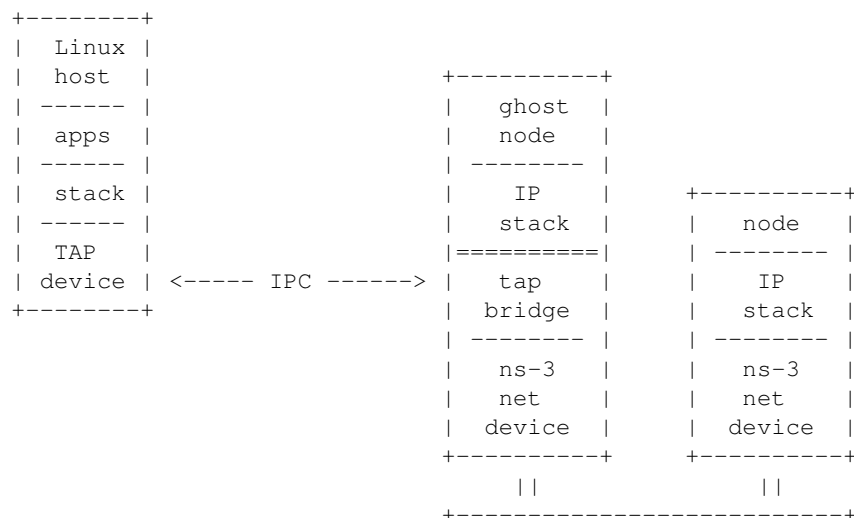 Linux
host
apps
stack
TAP
device
<----- IPC ------>
ghost
node
IP
stack
tap
bridge
ns-3
net
device
node
IP
stack
ns-3
net
device